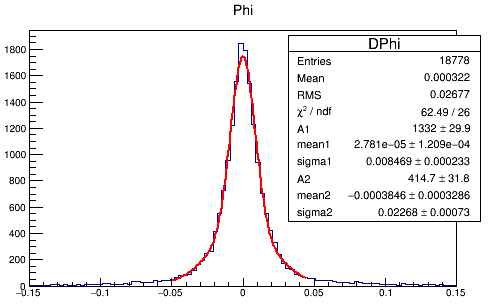 Phi
DPhi
Entries 18778
Mean 0.000322
RMS 0.02677
χ² / ndf 62.49 / 26
A1 1332 ± 29.9
mean1 2.781e−05 ± 1.209e−04
sigma1 0.008469 ± 0.000233
A2 414.7 ± 31.8
mean2 −0.0003846 ± 0.0003286
sigma2 0.02268 ± 0.00073
1800
1600
1400
1200
1000
800
600
400
200
0
−0.15 −0.1 −0.05 0 0.05 0.1 0.15